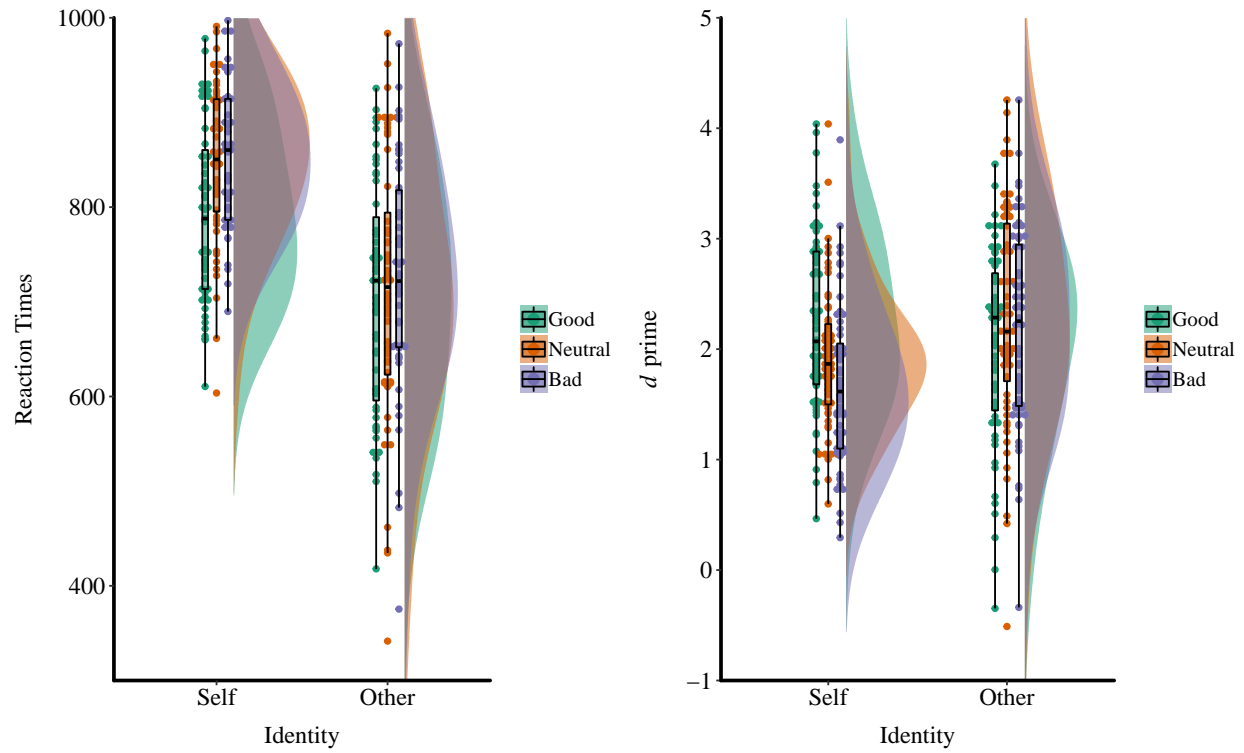 1000
800
600
400
Reaction Times
Self
Other
Identity
Good
Neutral
Bad
5
4
3
2
1
0
−1
d prime
Self
Other
Identity
Good
Neutral
Bad